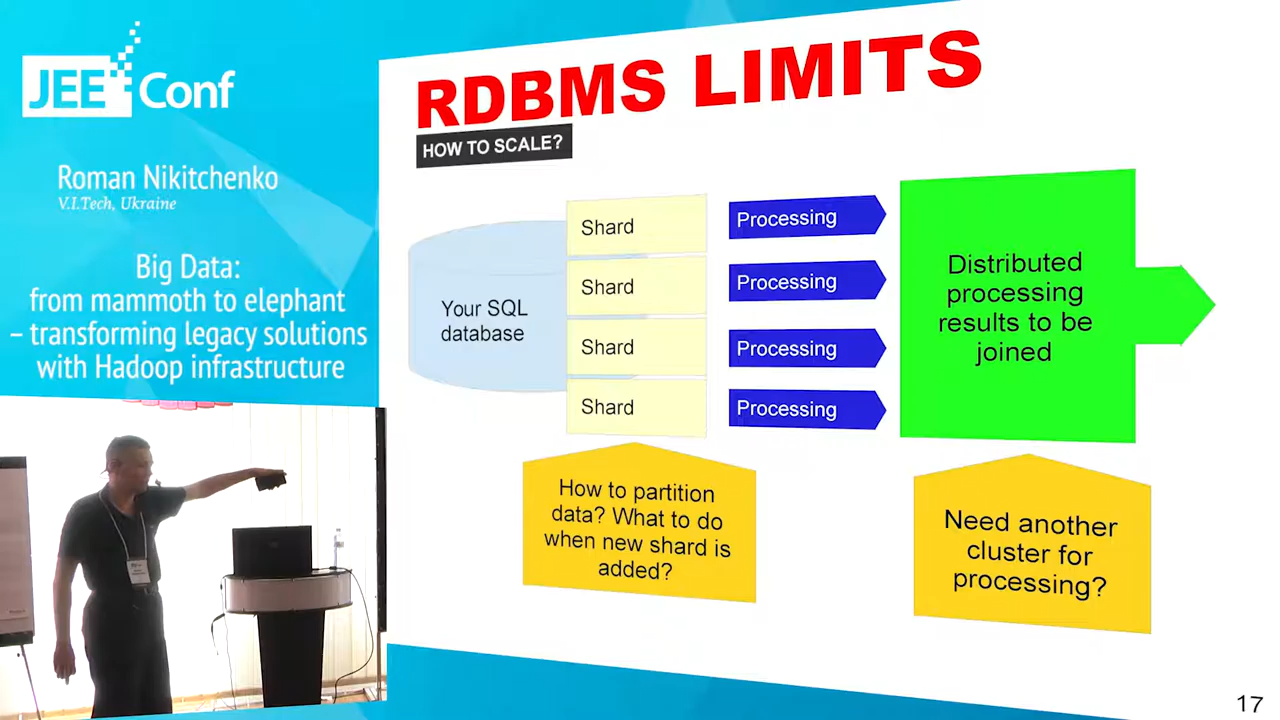 JEE Conf
Roman Nikitchenko
V.I.Tech, Ukraine
Big Data:
from mammoth to elephant
– transforming legacy solutions
with Hadoop infrastructure
RDBMS LIMITS
HOW TO SCALE?
Your SQL
database
Shard
Shard
Shard
Shard
Processing
Processing
Processing
Processing
Distributed
processing
results to be
joined
How to partition
data? What to do
when new shard is
added?
Need another
cluster for
processing?
17